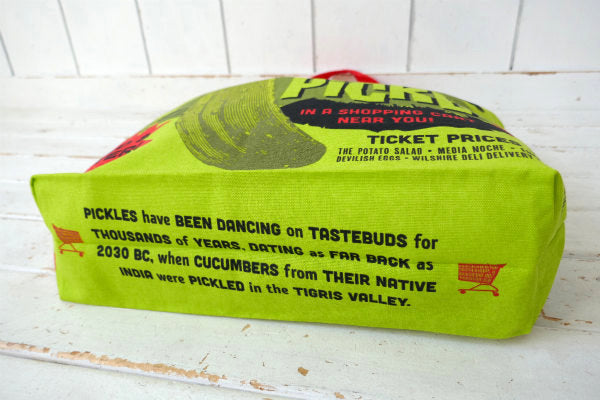 PICKL
IN A SHOPPING CART
NEAR YOU!
TICKET PRICE
THE POTATO SALAD - MEDIA NOCHE -
DEVILISH EGGS - WILSHIRE DELI DELIVERY
PICKLES have BEEN DANCING on TASTEBUDS for
THOUSANDS of YEARS, DATING as FAR BACK as
2030 BC, when CUCUMBERS from THEIR NATIVE
INDIA were PICKLED in the TIGRIS VALLEY.